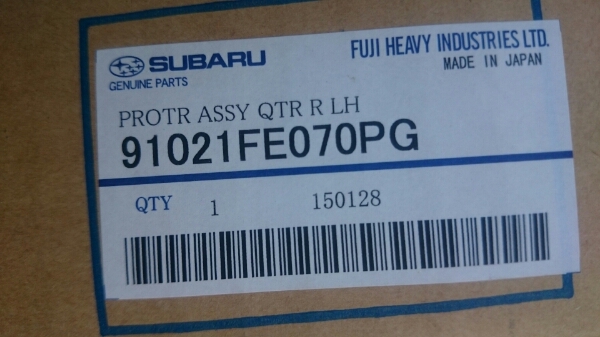 SUBARU
GENUINE PARTS
FUJI HEAVY INDUSTRIES LTD.
MADE IN JAPAN
PROTR ASSY QTR R LH
91021FE070PG
QTY 1 150128